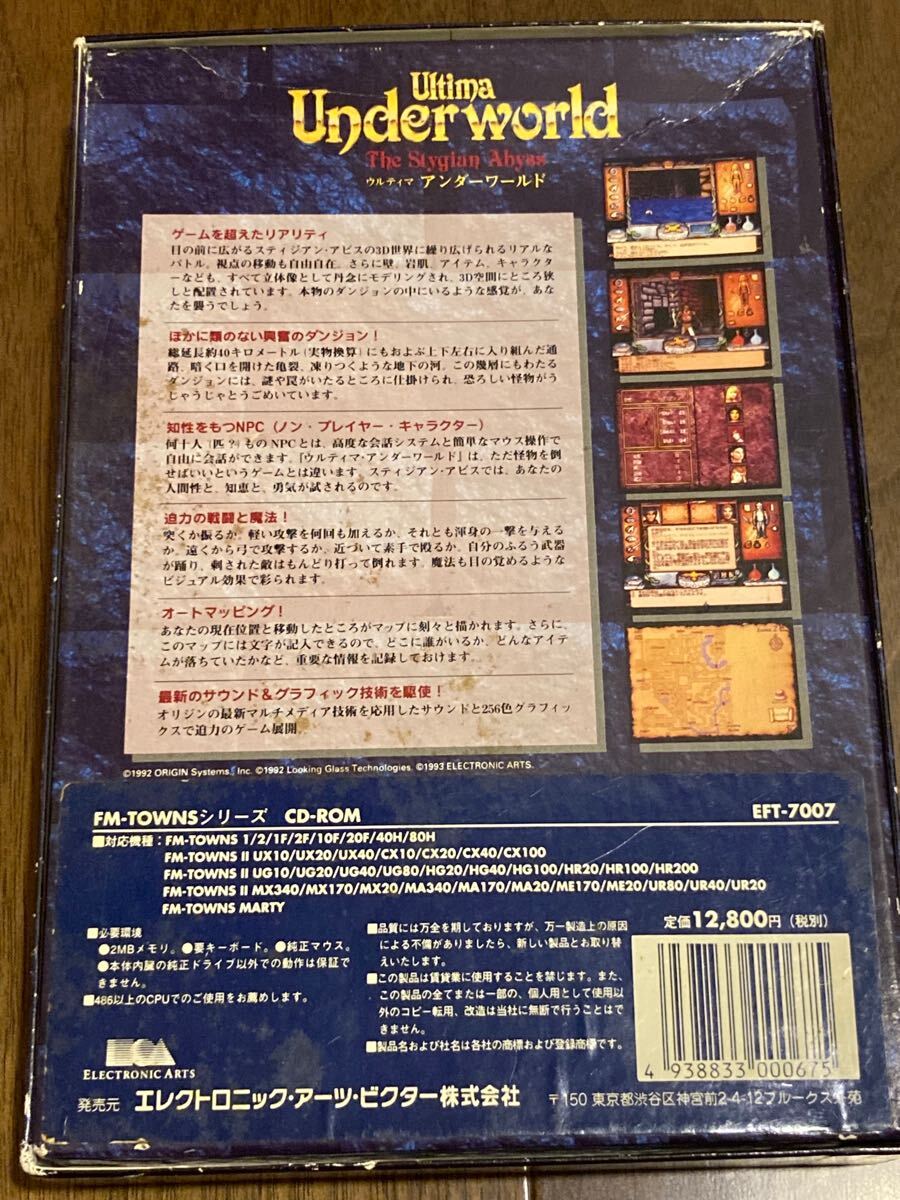 Ultima
Underworld
The Stygian Abyss
ウルティマ アンダーワールド
ゲームを超えたリアリティ
目の前に広がるスティジアン・アビスの3D世界に繰り広げられるリアルな
バトル。視点の移動も自由自在。さらに壁、岩肌、アイテム、キャラクタ
ーなども、すべて立体像として丹念にモデリングされ、3D空間にところ狭
しと配置されています。本物のダンジョンの中にいるような感覚が、あな
たを襲うでしょう。
ほかに類のない興奮のダンジョン！
総延長約40キロメートル（実物換算）にもおよぶ上下左右に入り組んだ通
路、暗く口を開けた亀裂、凍りつくような地下の河。この幾層にもわたる
ダンジョンには、謎や罠がいたるところに仕掛けられ、恐ろしい怪物がう
じゃうじゃとうごめいています。
知性をもつNPC（ノン・プレイヤー・キャラクター）
何十人［匹？］ものNPCとは、高度な会話システムと簡単なマウス操作で
自由に会話ができます。「ウルティマ・アンダーワールド」は、ただ怪物を倒
せばいいというゲームとは違います。スティジアン・アビスでは、あなたの
人間性と、知恵と、勇気が試されるのです。
迫力の戦闘と魔法！
突くか振るか、軽い攻撃を何回も加えるか、それとも渾身の一撃を与える
か、遠くから弓で攻撃するか、近づいて素手で殴るか、自分のふるう武器
が踊り、刺された敵はもんどり打って倒れます。魔法も目の覚めるような
ビジュアル効果で彩られます。
オートマッピング！
あなたの現在位置と移動したところがマップに刻々と描かれます。さらに、
このマップには文字が記入できるので、どこに誰がいるか、どんなアイテ
ムが落ちていたかなど、重要な情報を記録しておけます。
最新のサウンド＆グラフィック技術を駆使！
オリジンの最新マルチメディア技術を応用したサウンドと256色グラフィッ
クスで迫力のゲーム展開。
©1992 ORIGIN Systems, Inc. ©1992 Looking Glass Technologies. ©1993 ELECTRONIC ARTS.
FM-TOWNSシリーズ CD-ROM EFT-7007
■対応機種：FM-TOWNS 1/2/1F/2F/10F/20F/40H/80H
FM-TOWNS II UX10/UX20/UX40/CX10/CX20/CX40/CX100
FM-TOWNS II UG10/UG20/UG40/UG80/HG20/HG40/HG100/HR20/HR100/HR200
FM-TOWNS II MX340/MX170/MX20/MA340/MA170/MA20/ME170/ME20/UR80/UR40/UR20
FM-TOWNS MARTY
定価12,800円（税別）
■必要環境
●2MBメモリ。●要キーボード。●純正マウス。
●本体内臓の純正ドライブ以外での動作は保証で
きません。
■486以上のCPUでのご使用をお薦めします。
■品質には万全を期しておりますが、万一製造上の原因
による不備がありましたら、新しい製品とお取り替
えいたします。
■この製品は賃貸業に使用することを禁じます。また、
この製品の全てまたは一部の、個人用として使用以
外のコピー転用、改造は当社に無断で行うことはで
きません。
■製品名および社名は各社の商標および登録商標です。
4 938833 000675
ELECTRONIC ARTS
発売元 エレクトロニック・アーツ・ビクター株式会社
〒150 東京都渋谷区神宮前2-4-12フルークス外苑